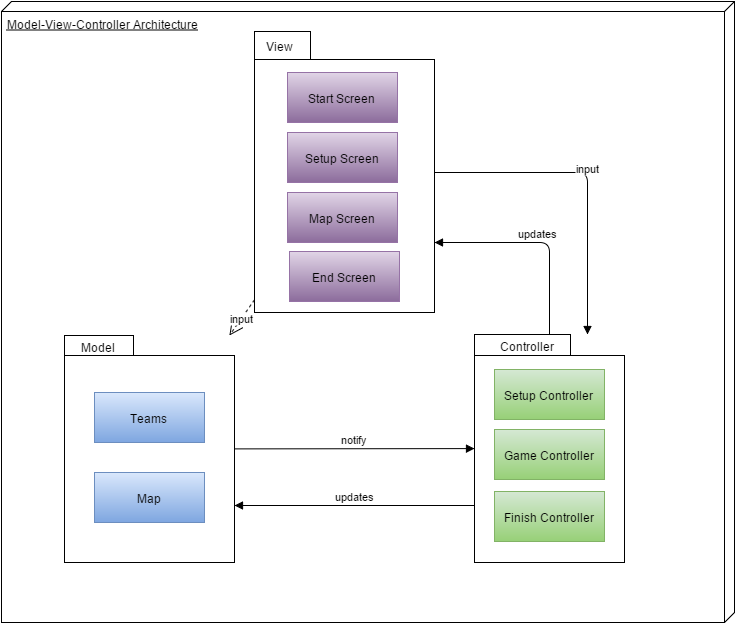 Model-View-Controller Architecture
View
Start Screen
Setup Screen
Map Screen
End Screen
input
updates
input
Model
Teams
Map
notify
updates
Controller
Setup Controller
Game Controller
Finish Controller